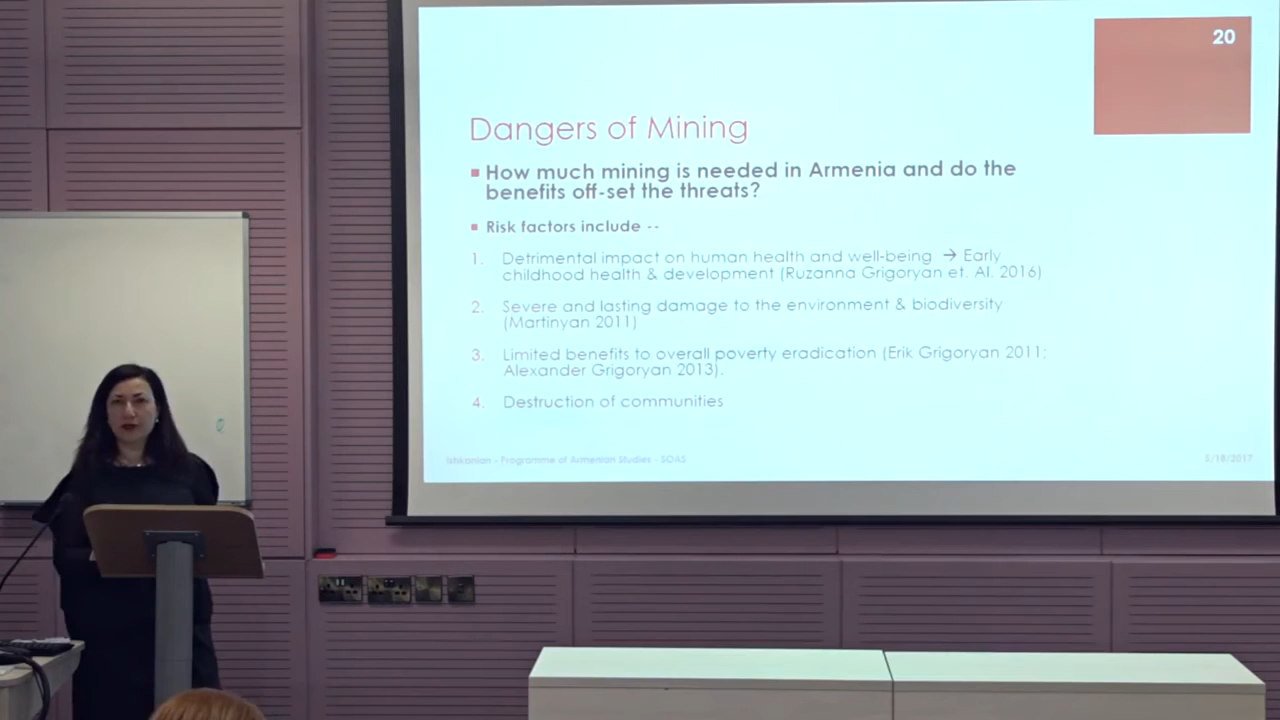 20
Dangers of Mining
How much mining is needed in Armenia and do the
benefits off-set the threats?
Risk factors include --
1. Detrimental impact on human health and well-being → Early
childhood health & development (Ruzanna Grigoryan et. Al. 2016)
2. Severe and lasting damage to the environment & biodiversity
(Martinyan 2011)
3. Limited benefits to overall poverty eradication (Erik Grigoryan 2011;
Alexander Grigoryan 2013).
4. Destruction of communities
Ishkanian - Programme of Armenian Studies - SOAS
5/18/2017